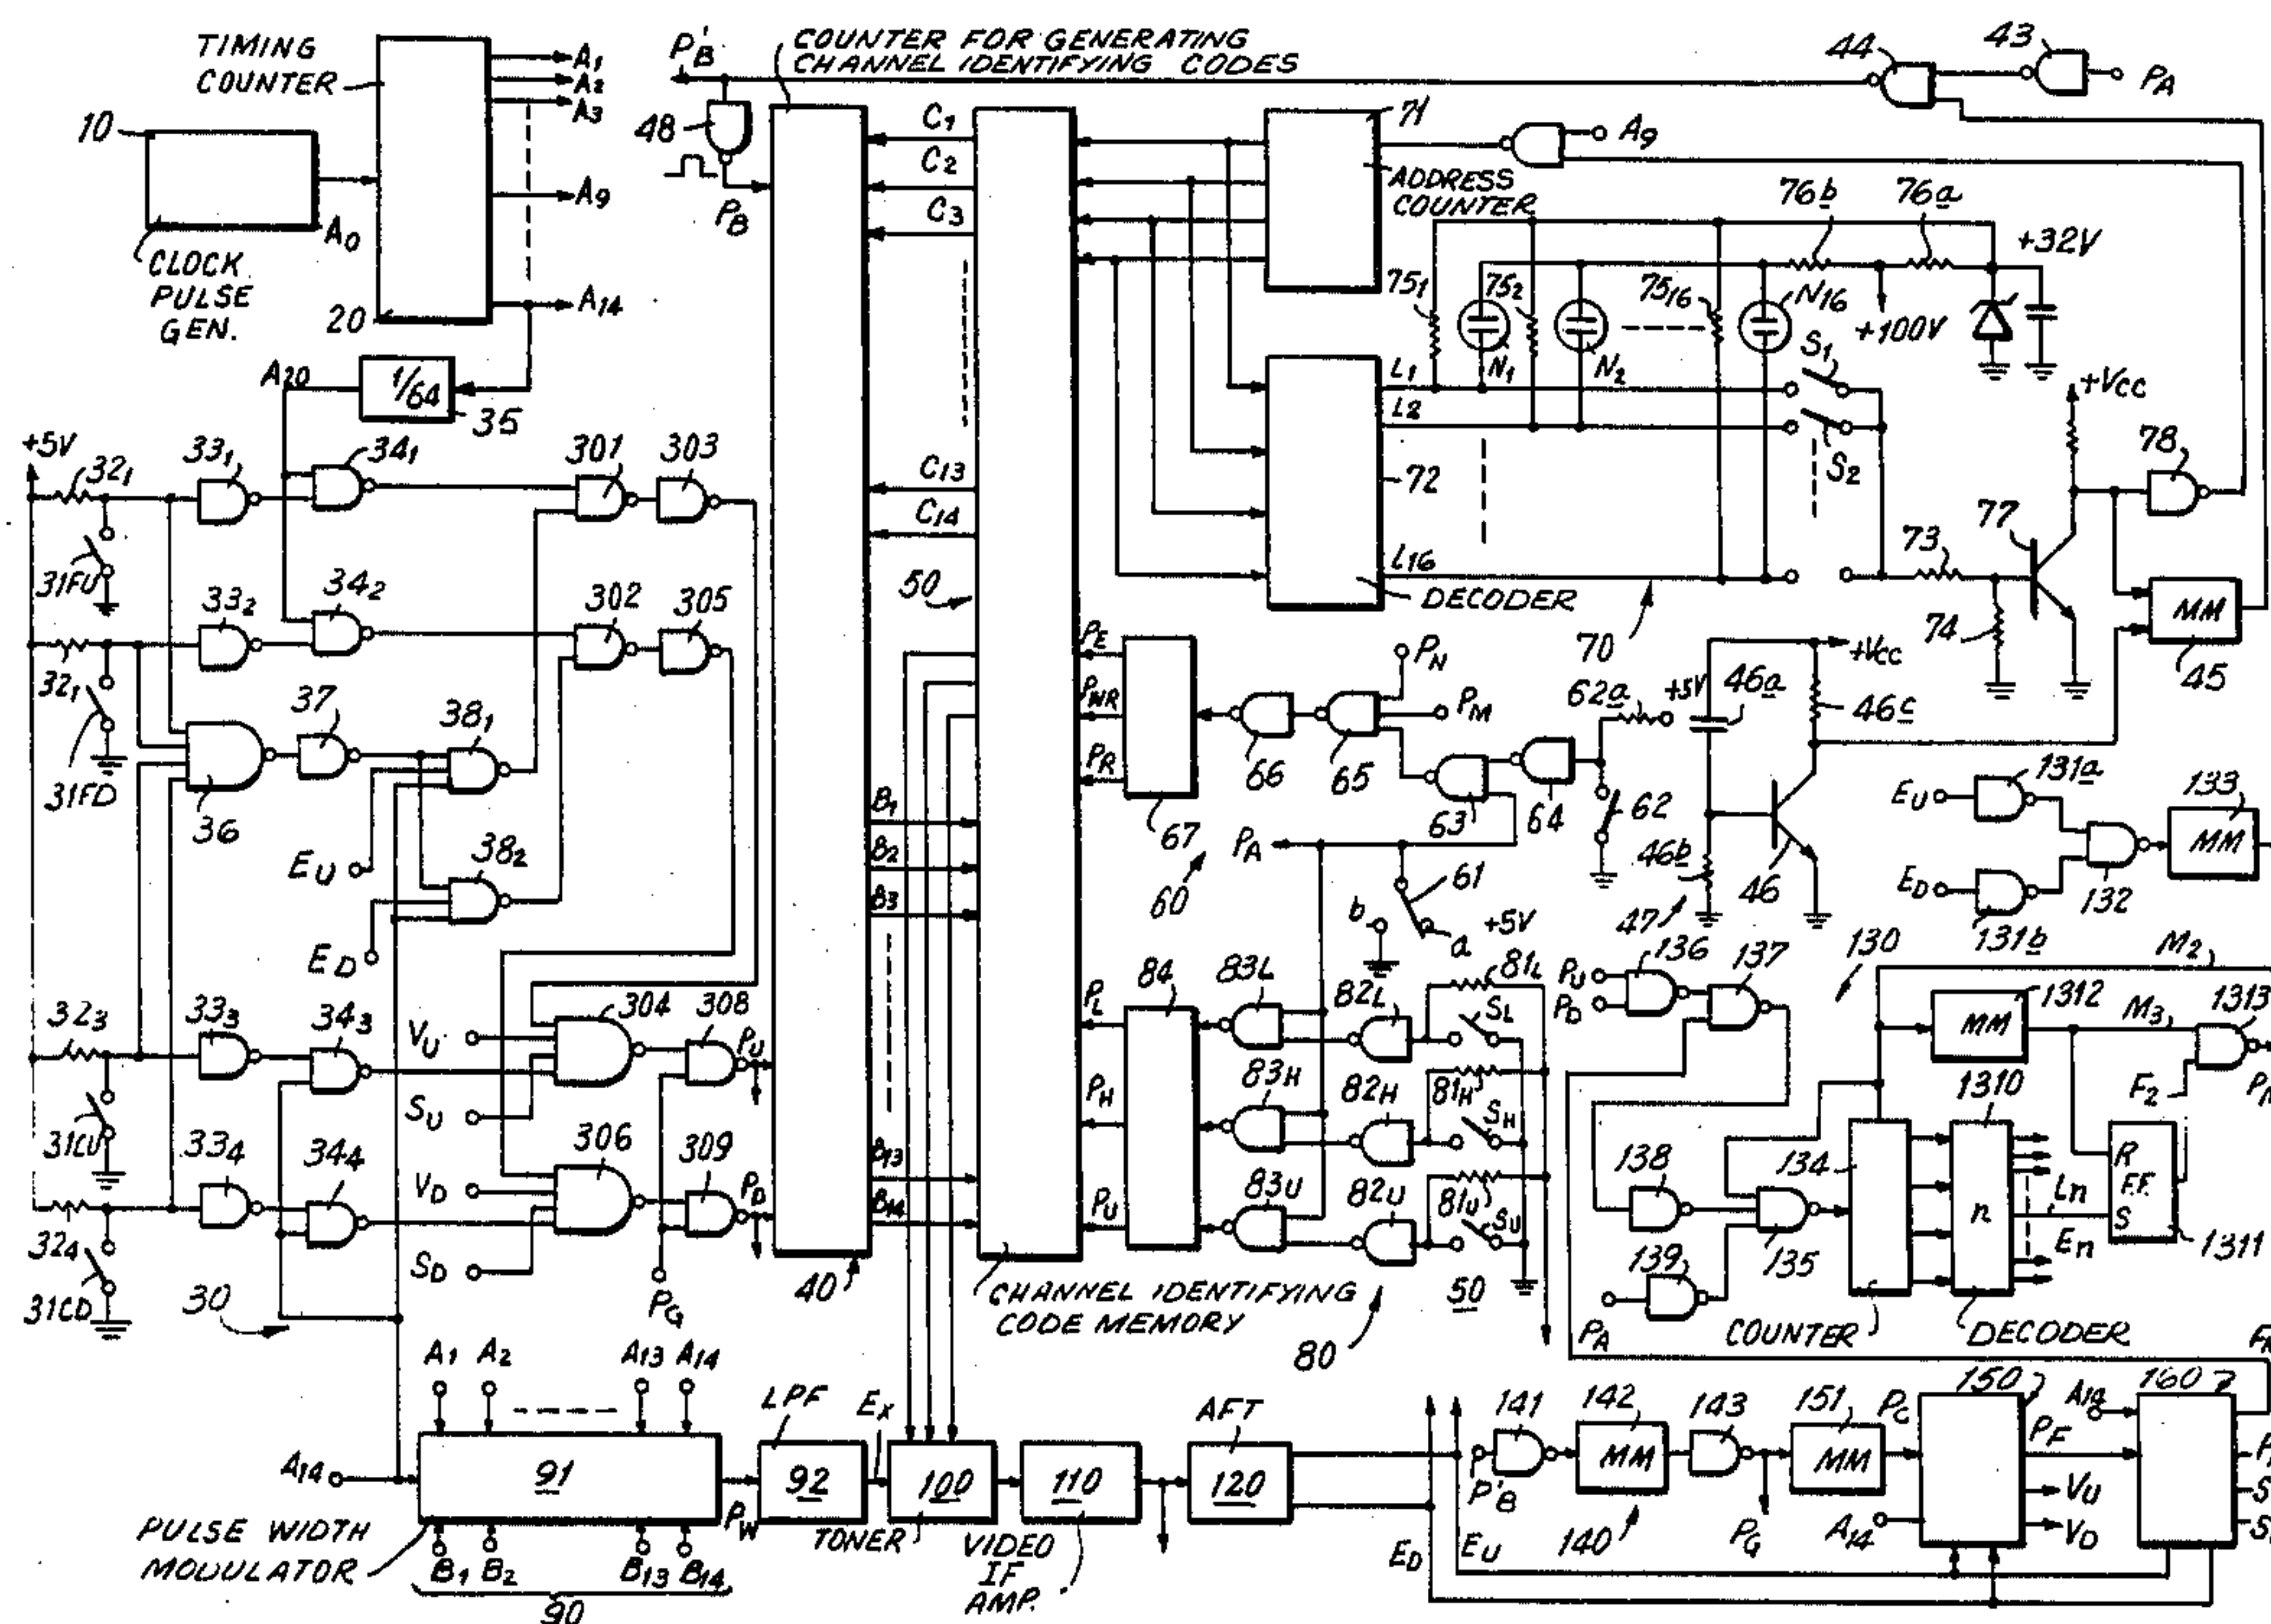 TIMING
COUNTER
A1
A2
A3
A9
A14
10
A0
CLOCK
PULSE
GEN.
20
P'B
48
PB
COUNTER FOR GENERATING
CHANNEL IDENTIFYING CODES
C1
C2
C3
C13
C14
71
ADDRESS
COUNTER
A9
44
43
PA
76b
76a
+32V
+100V
751
752
7516
N1
N2
N16
S1
S2
L1
L2
L16
72
DECODER
70
73
74
77
+VCC
78
MM
45
A20
1/64
35
+5V
321
331
341
301
303
31FU
332
342
302
305
321
31FD
36
37
381
EU
382
ED
323
333
343
VU
304
308
PU
SU
31CU
334
344
VD
306
309
PD
SD
324
31CD
30
PG
40
50
B1
B2
B3
B13
B14
PE
PWR
PR
67
66
65
PN
PM
63
64
62a
+5V
62
PA
60
61
b
a
+5V
46a
46b
46c
+VCC
46
47
PL
PH
PU
84
83L
82L
81L
SL
83H
82H
81H
SH
83U
82U
81U
SU
80
50
CHANNEL IDENTIFYING
CODE MEMORY
EU
131a
ED
131b
132
133
MM
136
137
PU
PD
130
M2
1312
MM
M3
1313
F2
1310
138
134
135
139
PA
n
Ln
En
R
F.F.
S
1311
COUNTER
DECODER
A1
A2
A13
A14
A14
91
PULSE WIDTH
MODULATOR
B1
B2
B13
B14
90
PW
LPF
92
EX
100
TONER
110
VIDEO
IF
AMP.
AFT
120
ED
EU
141
P'B
142
MM
140
143
PG
151
MM
PC
A14
150
PF
VU
VD
160